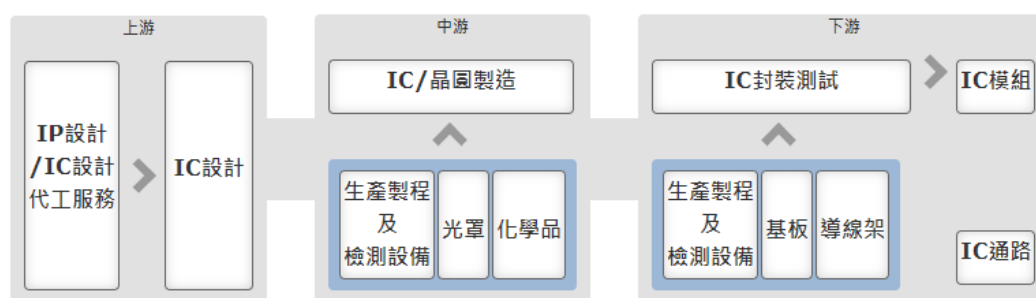 上游
IP設計
/IC設計
代工服務
IC設計
中游
IC/晶圓製造
生產製程
及
檢測設備
光罩
化學品
下游
IC封裝測試
IC模組
生產製程
及
檢測設備
基板
導線架
IC通路